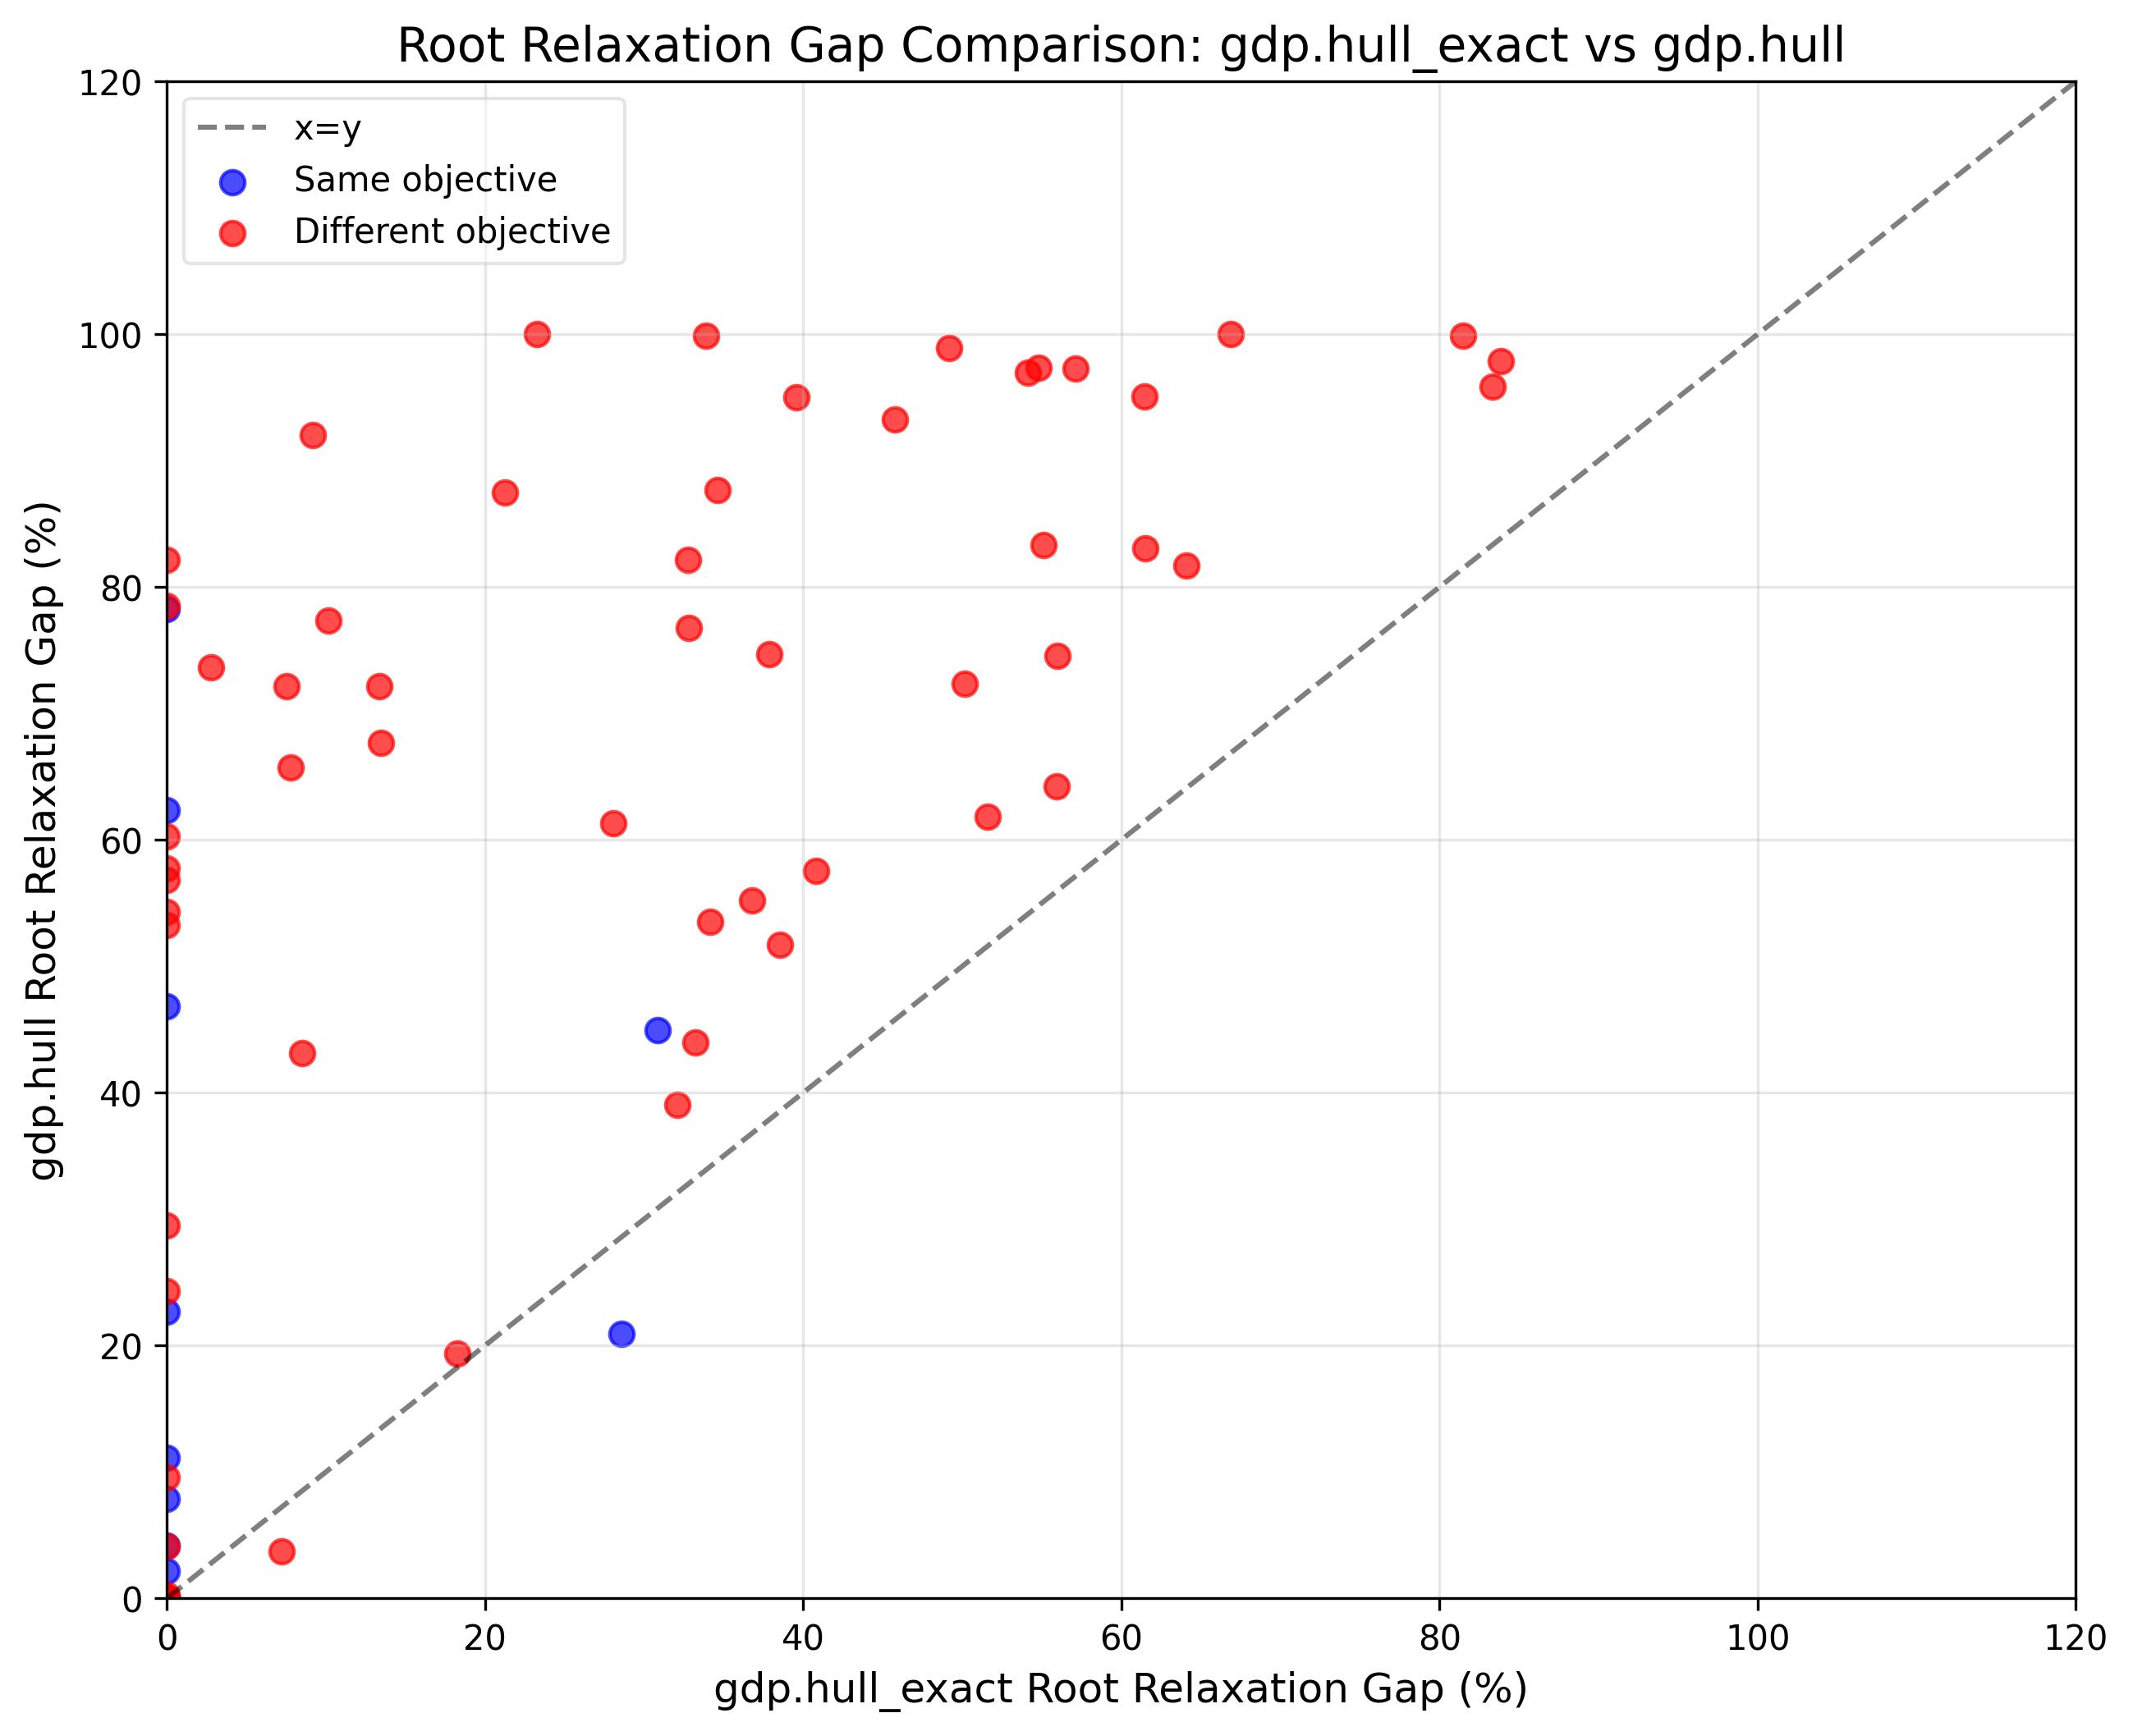 Root Relaxation Gap Comparison: gdp.hull_exact vs gdp.hull
x=y
Same objective
Different objective
gdp.hull Root Relaxation Gap (%)
120
100
80
60
40
20
0
0 20 40 60 80 100 120
gdp.hull_exact Root Relaxation Gap (%)